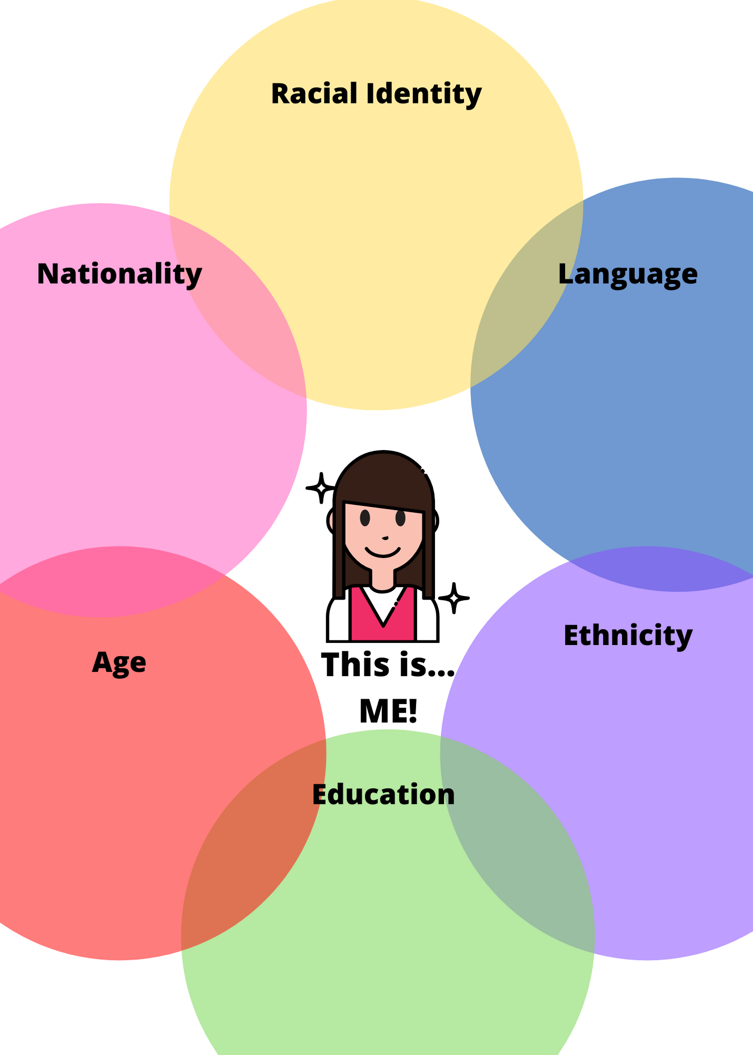 Racial Identity
Nationality
Language
Ethnicity
Age
This is...
ME!
Education